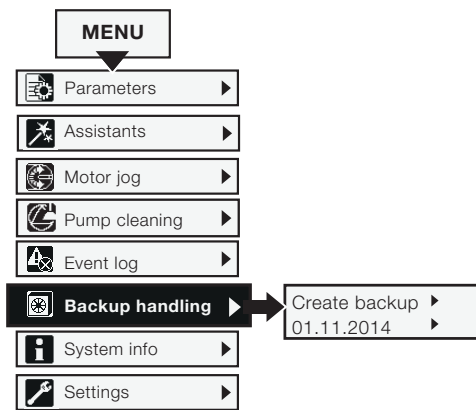 MENU
Parameters
Assistants
Motor jog
Pump cleaning
Event log
Backup handling
Create backup
01.11.2014
System info
Settings